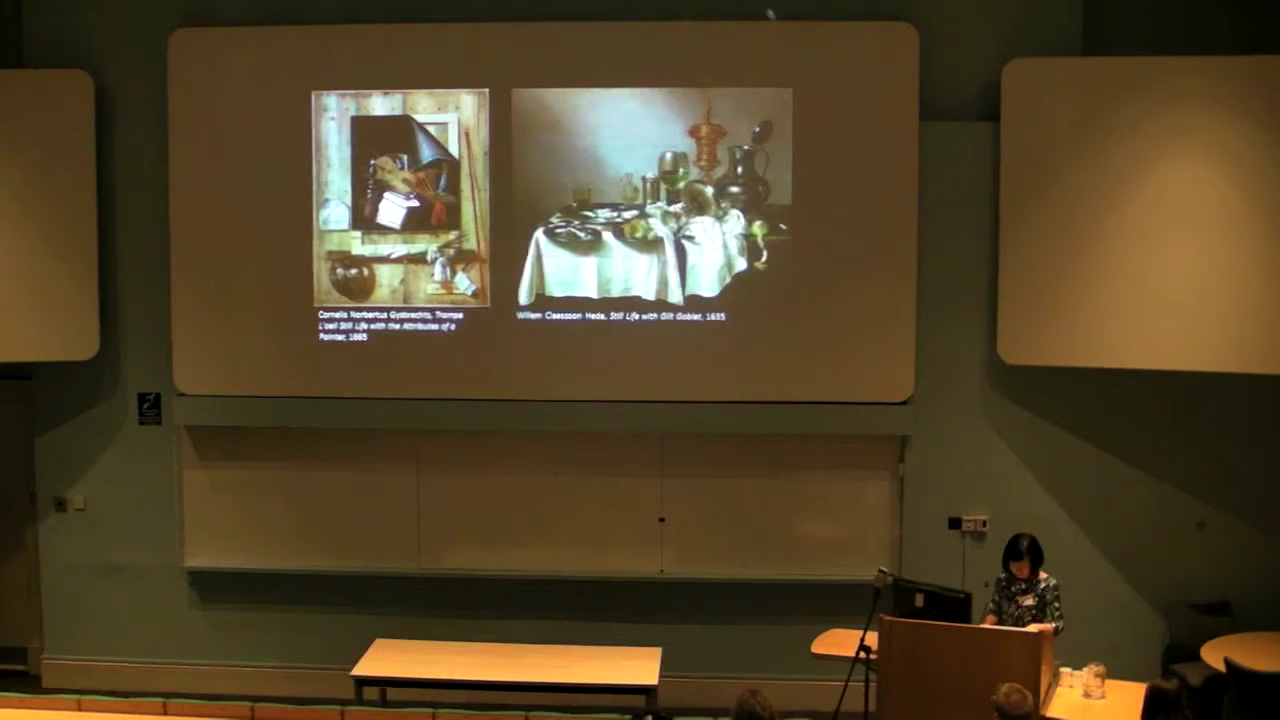 Cornelis Norbertus Gysbrechts, Trompe
L'oeil Still Life with the Attributes of a
Painter, 1665
Willem Claeszoon Heda, Still Life with Gilt Goblet, 1635